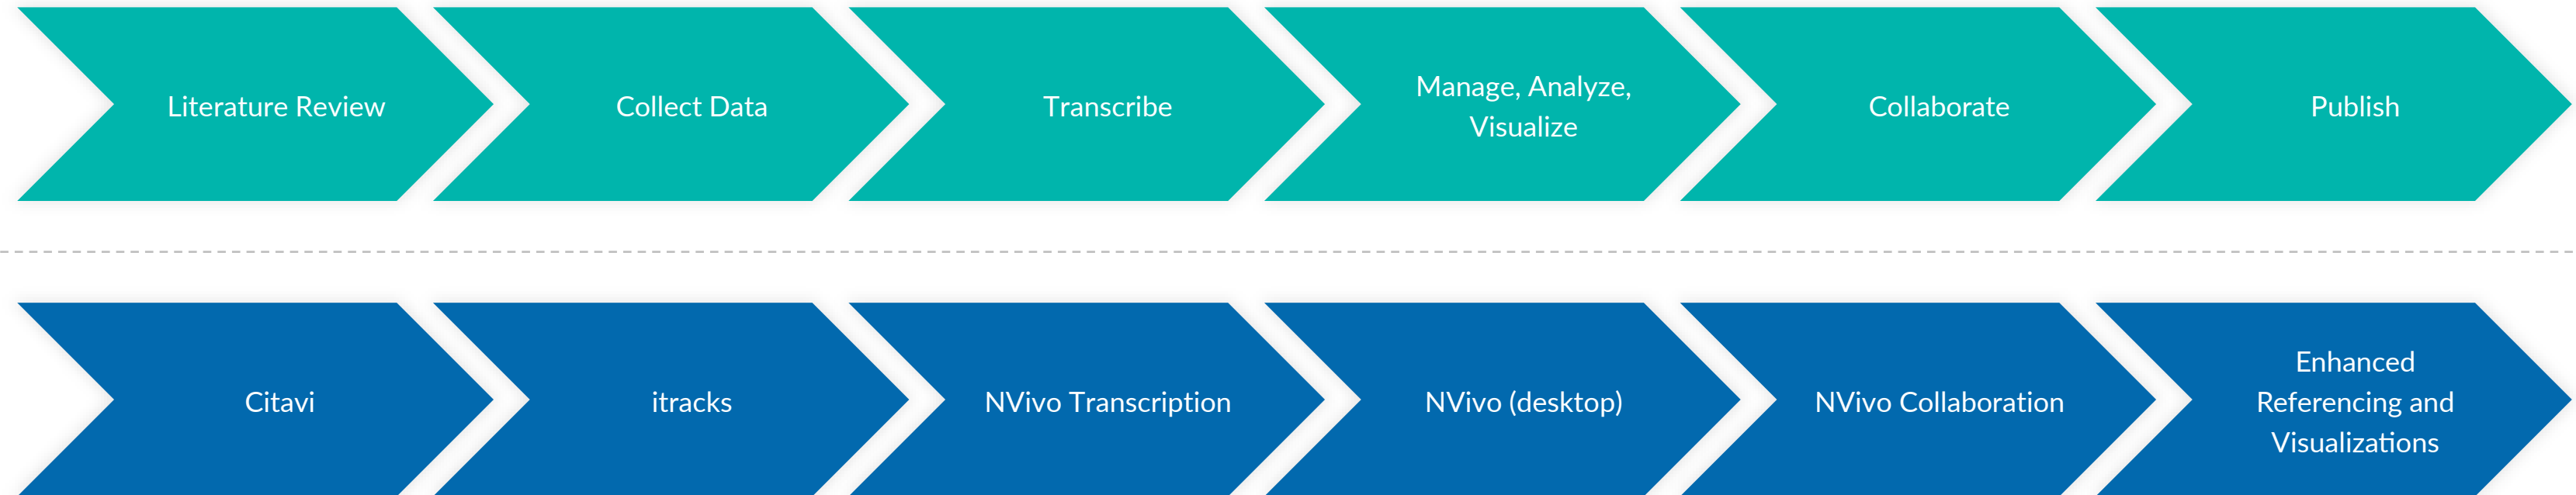 Literature Review
Collect Data
Transcribe
Manage, Analyze,
Visualize
Collaborate
Publish
Citavi
itracks
NVivo Transcription
NVivo (desktop)
NVivo Collaboration
Enhanced
Referencing and
Visualizations